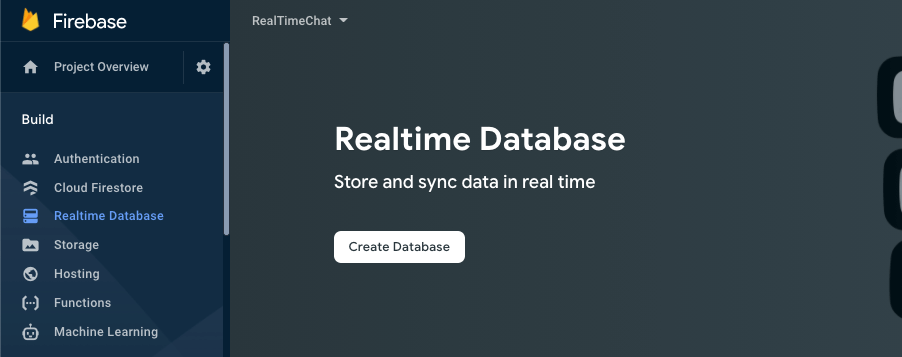 Firebase
RealTimeChat
Project Overview
Build
Authentication
Cloud Firestore
Realtime Database
Storage
Hosting
Functions
Machine Learning
Realtime Database
Store and sync data in real time
Create Database